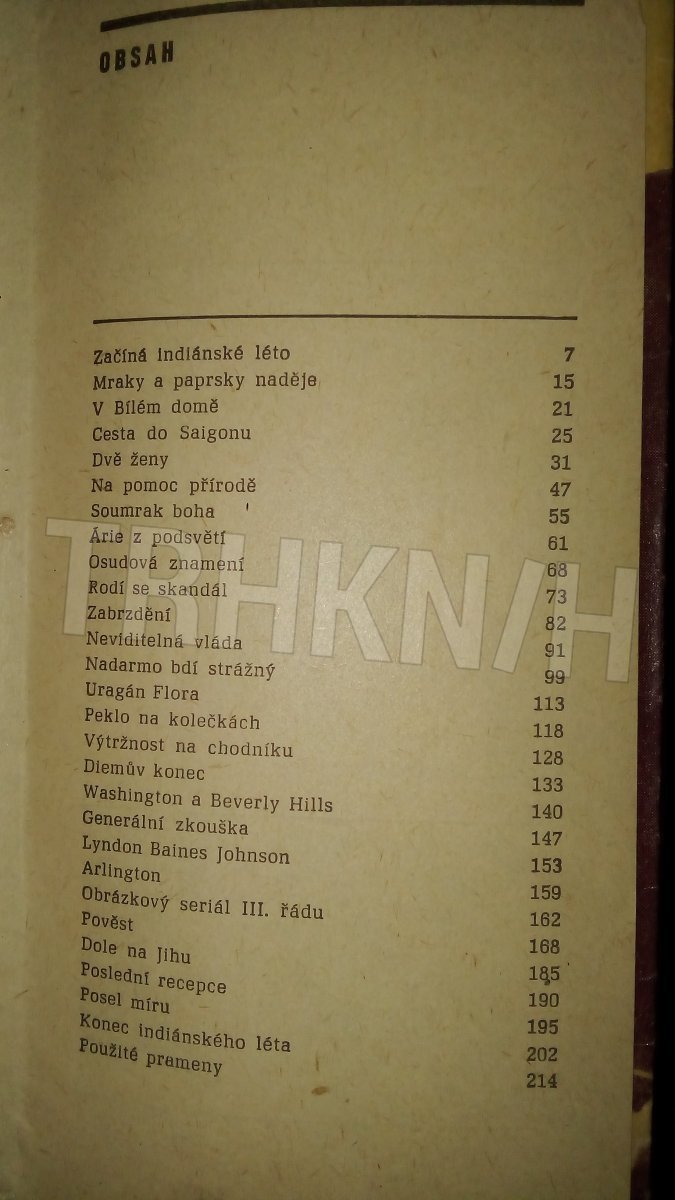 OBSAH
Začíná indiánské léto 7
Mraky a paprsky naděje 15
V Bílém domě 21
Cesta do Saigonu 25
Dvě ženy 31
Na pomoc přírodě 47
Soumrak boha 55
Árie z podsvětí 61
Osudová znamení 68
Rodí se skandál 73
Zabrzdění 82
Neviditelná vláda 91
Nadarmo bdí strážný 99
Uragán Flora 113
Peklo na kolečkách 118
Výtržnost na chodníku 128
Diemův konec 133
Washington a Beverly Hills 140
Generální zkouška 147
Lyndon Baines Johnson 153
Arlington 159
Obrázkový seriál III. řádu 162
Pověst 168
Dole na Jihu 185
Poslední recepce 190
Posel míru 195
Konec indiánského léta 202
Použité prameny 214
TRHKN/H